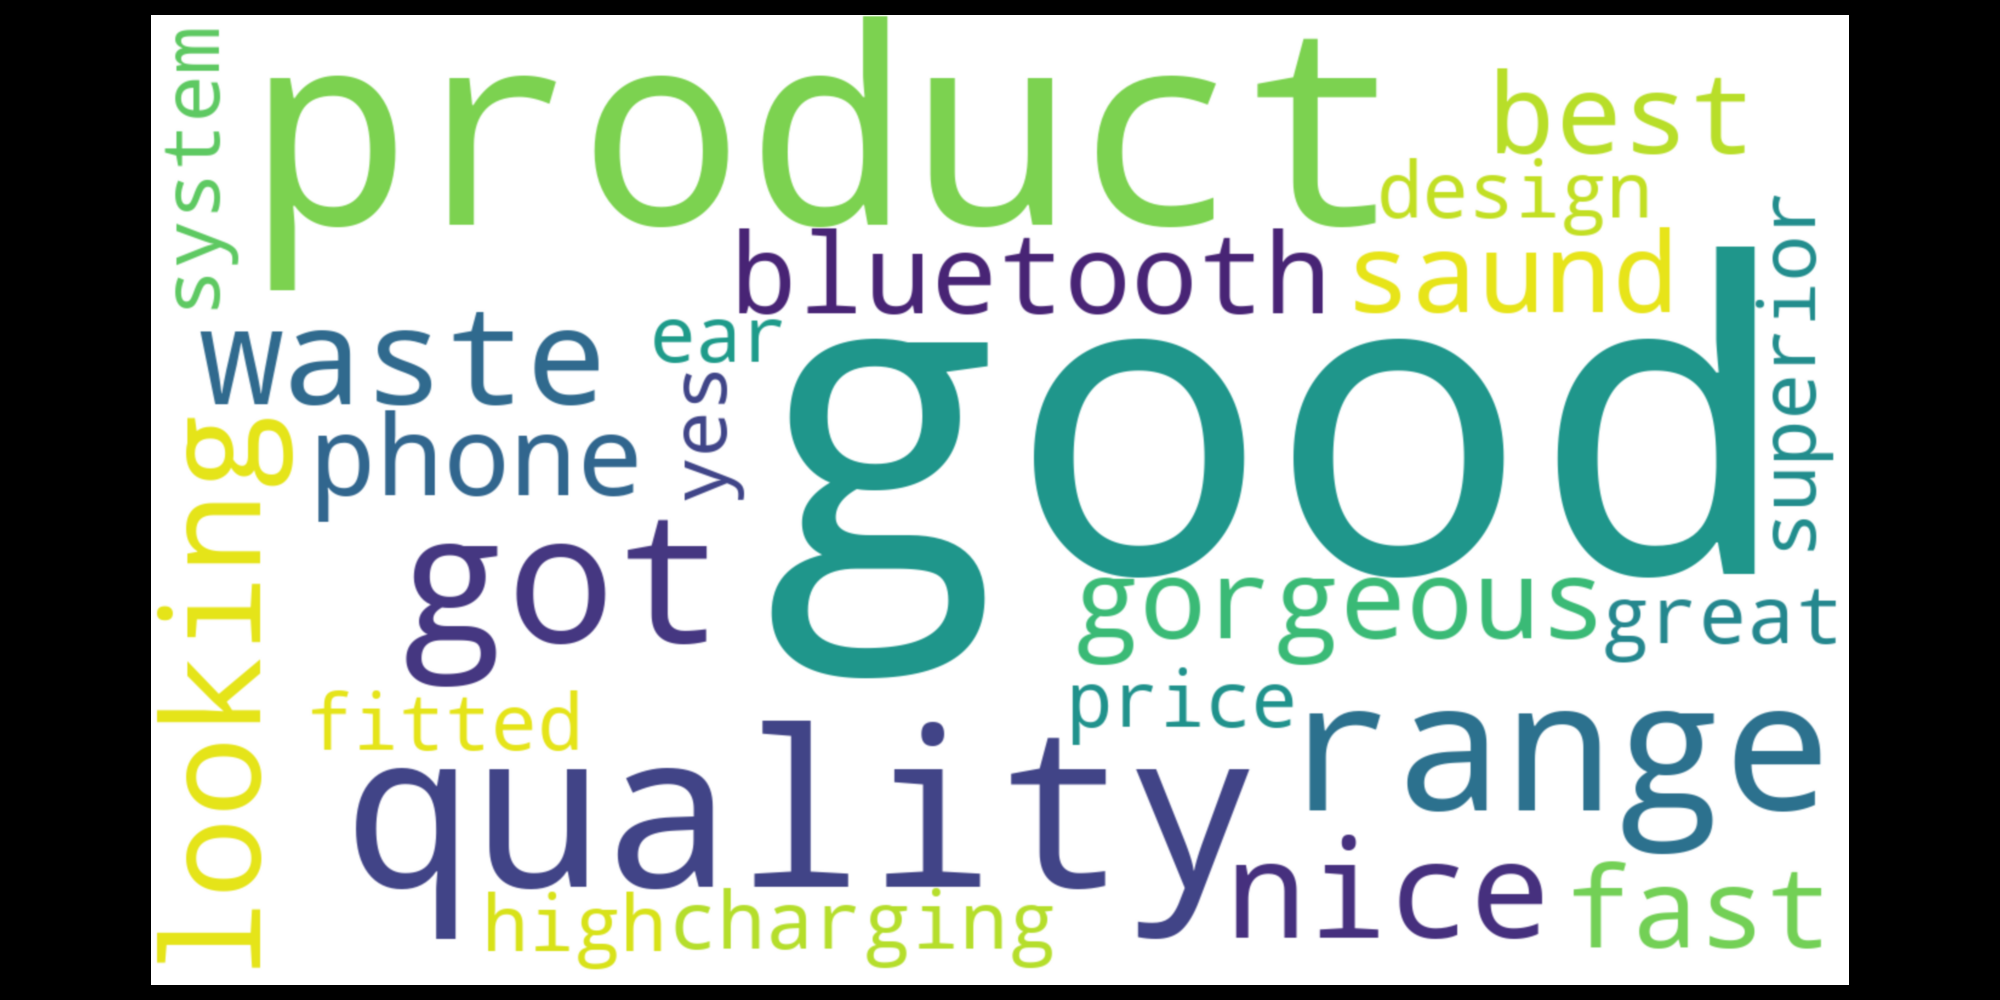 system
product
best
design
bluetooth
saund
superior
waste
ear
good
yes
phone
looking
got
gorgeous
great
price
fitted
range
quality
nice
fast
high
charging